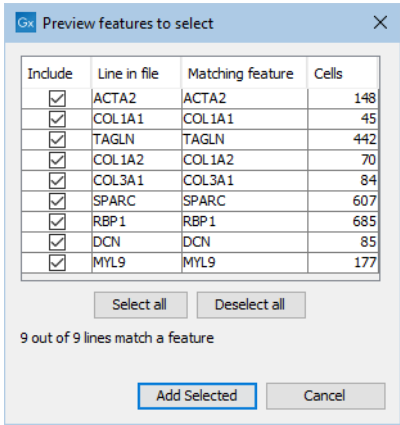 Gx Preview features to select
Include Line in file Matching feature Cells
ACTA2 ACTA2 148
COL1A1 COL1A1 45
TAGLN TAGLN 442
COL1A2 COL1A2 70
COL3A1 COL3A1 84
SPARC SPARC 607
RBP1 RBP1 685
DCN DCN 85
MYL9 MYL9 177
Select all Deselect all
9 out of 9 lines match a feature
Add Selected Cancel